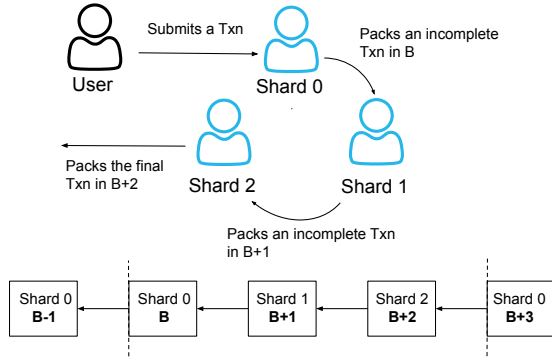 Submits a Txn
Packs an incomplete
Txn in B
User
Shard 0
Packs the final
Txn in B+2
Shard 2
Shard 1
Packs an incomplete Txn
in B+1
Shard 0
B-1
Shard 0
B
Shard 1
B+1
Shard 2
B+2
Shard 0
B+3